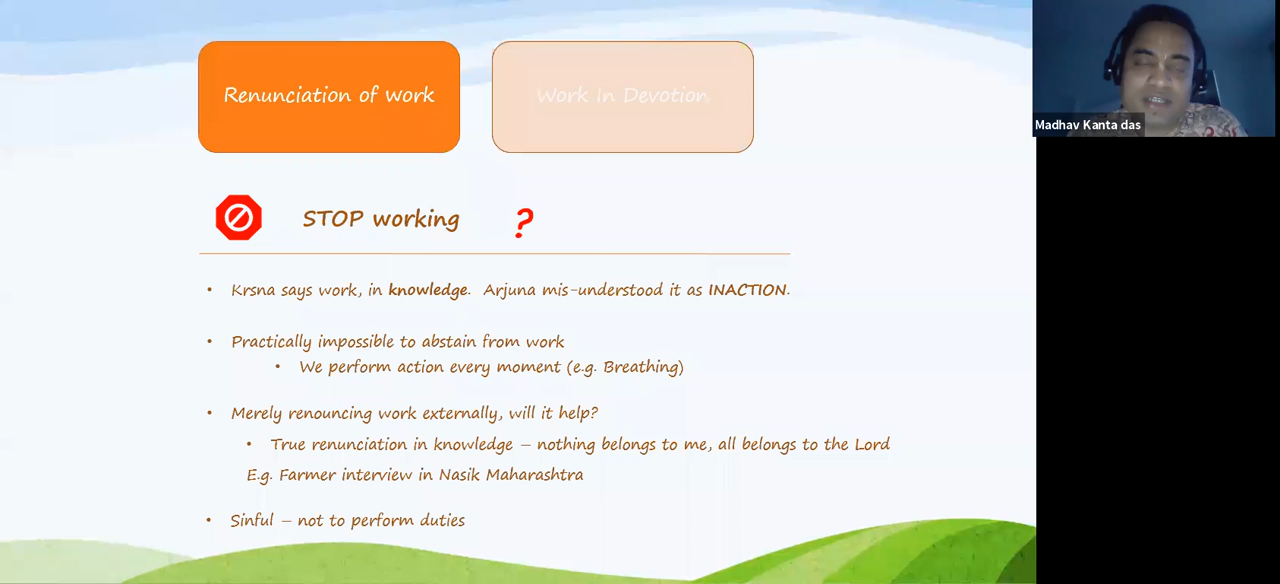 Renunciation of work
Work In Devotion
Madhav Kanta das
STOP working ?
• Krsna says work, in knowledge. Arjuna mis-understood it as INACTION.
• Practically impossible to abstain from work
• We perform action every moment (e.g. Breathing)
• Merely renouncing work externally, will it help?
• True renunciation in knowledge – nothing belongs to me, all belongs to the Lord
E.g. Farmer interview in Nasik Maharashtra
• Sinful – not to perform duties